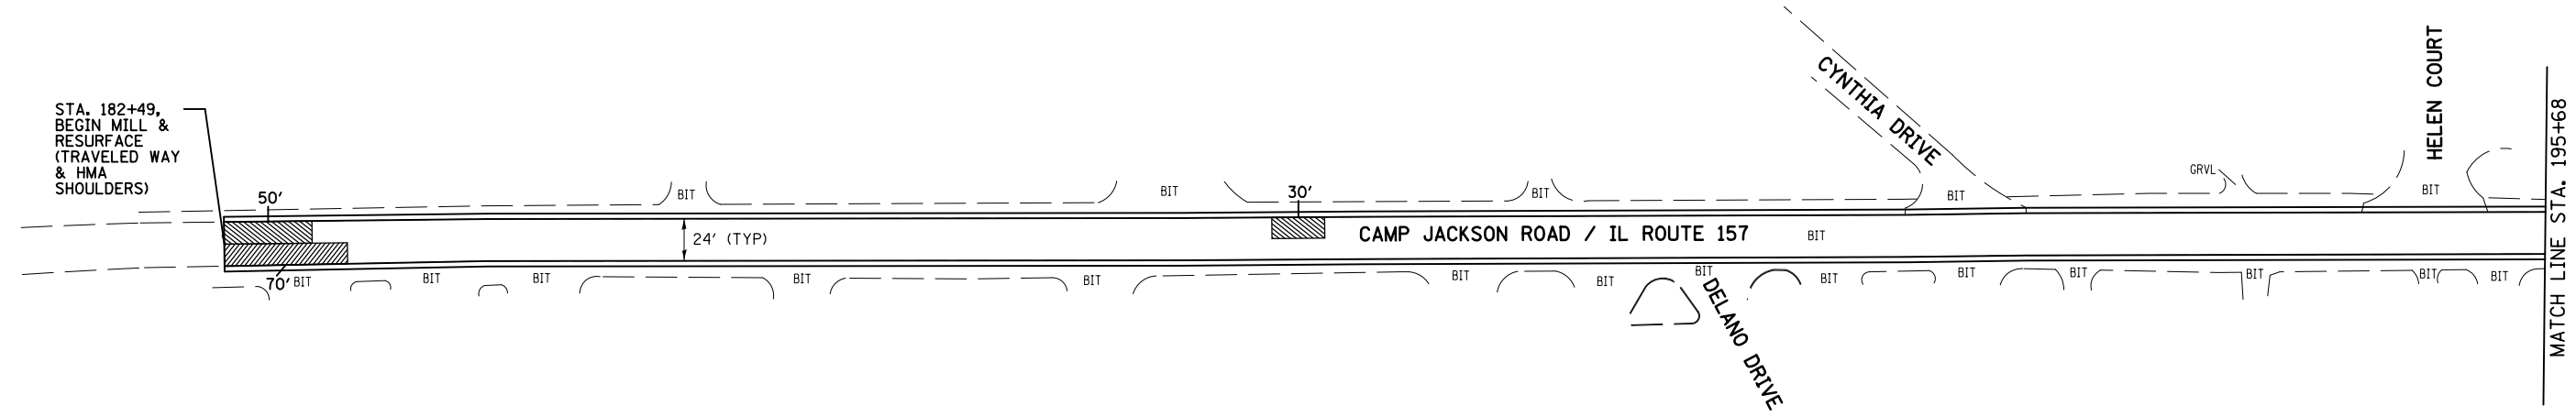 STA. 182+49,
BEGIN MILL &
RESURFACE
(TRAVELED WAY
& HMA
SHOULDERS)
50'
70'
BIT
BIT
BIT
BIT
24' (TYP)
BIT
BIT
BIT
30'
BIT
BIT
CAMP JACKSON ROAD / IL ROUTE 157
BIT
BIT
BIT
BIT
DELANO DRIVE
BIT
CYNTHIA DRIVE
BIT
BIT
BIT
GRVL
BIT
HELEN COURT
BIT
BIT
BIT
MATCH LINE STA. 195+68